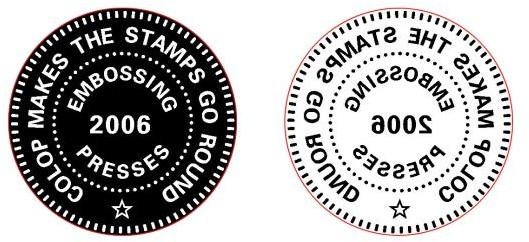 COLOP MAKES THE STAMPS GO ROUND
EMBOSSING
2006
PRESSES
COLOP MAKES THE STAMPS GO ROUND
EMBOSSING
2006
PRESSES